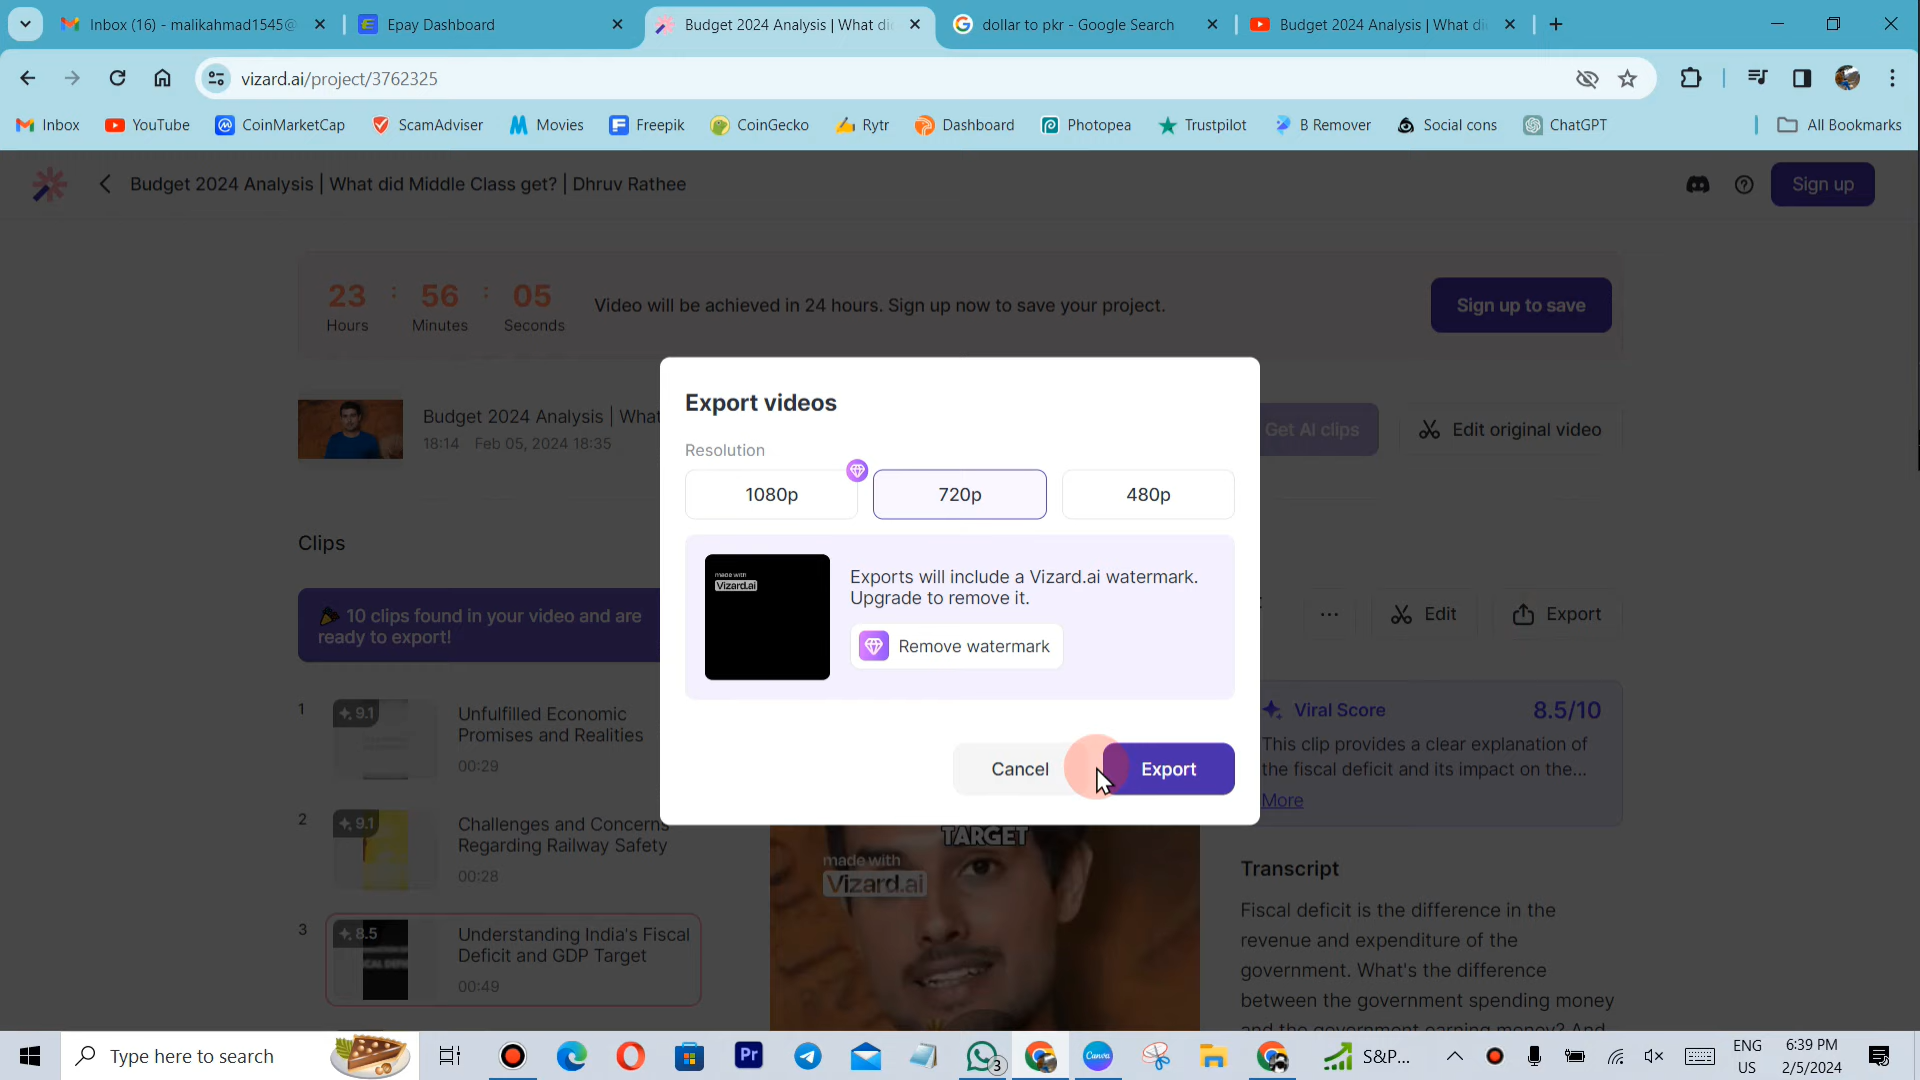 Inbox (16) - malikahmad1545@
Epay Dashboard
Budget 2024 Analysis | What di
dollar to pkr - Google Search
Budget 2024 Analysis | What di
vizard.ai/project/3762325
Inbox
YouTube
CoinMarketCap
ScamAdviser
Movies
Freepik
CoinGecko
Rytr
Dashboard
Photopea
Trustpilot
B Remover
Social cons
ChatGPT
All Bookmarks
Budget 2024 Analysis | What did Middle Class get? | Dhruv Rathee
Sign up
23 : 56 : 05
Hours Minutes Seconds
Video will be achieved in 24 hours. Sign up now to save your project.
Sign up to save
Budget 2024 Analysis | What
18:14 Feb 05, 2024 18:35
Get AI clips
Edit original video
Export videos
Resolution
1080p
720p
480p
made with
Vizard.ai
Exports will include a Vizard.ai watermark.
Upgrade to remove it.
Remove watermark
Cancel
Export
Clips
10 clips found in your video and are
ready to export!
Edit
Export
1
9.1
Unfulfilled Economic
Promises and Realities
00:29
2
9.1
Challenges and Concerns
Regarding Railway Safety
00:28
3
8.5
Understanding India's Fiscal
Deficit and GDP Target
00:49
TARGET
made with
Vizard.ai
Viral Score 8.5/10
This clip provides a clear explanation of
the fiscal deficit and its impact on the...
More
Transcript
Fiscal deficit is the difference in the
revenue and expenditure of the
government. What's the difference
between the government spending money
and the government earning money? And
Type here to search
Pr
3
Canva
S&P...
ENG
US
6:39 PM
2/5/2024